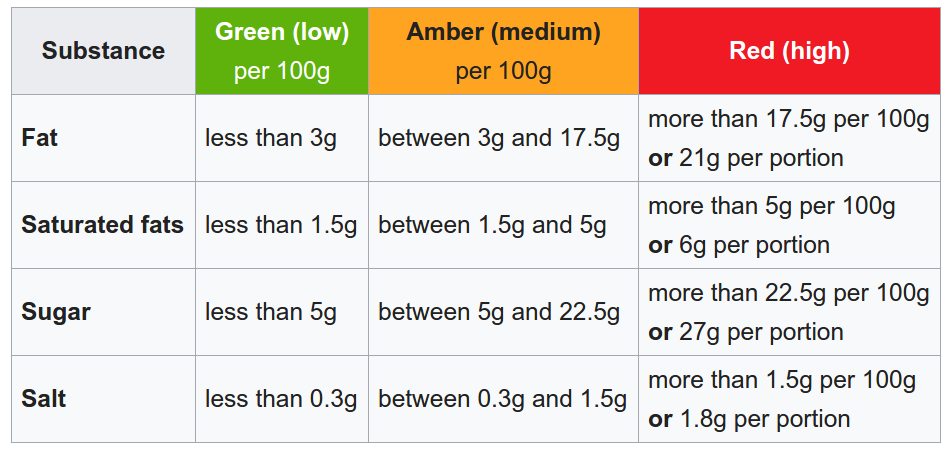 Substance
Green (low)
per 100g
Amber (medium)
per 100g
Red (high)
Fat
less than 3g
between 3g and 17.5g
more than 17.5g per 100g
or 21g per portion
Saturated fats
less than 1.5g
between 1.5g and 5g
more than 5g per 100g
or 6g per portion
Sugar
less than 5g
between 5g and 22.5g
more than 22.5g per 100g
or 27g per portion
Salt
less than 0.3g
between 0.3g and 1.5g
more than 1.5g per 100g
or 1.8g per portion